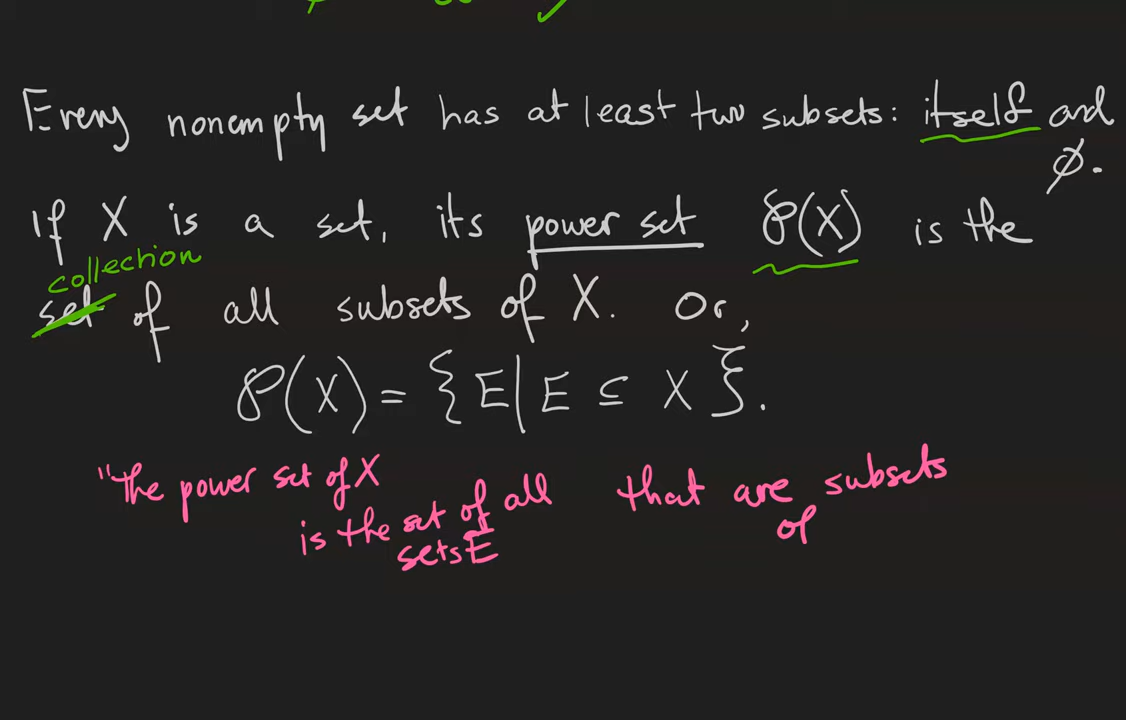 Every nonempty set has at least two subsets: itself and
∅.
If X is a set, its power set ℘(X) is the
collection
set of all subsets of X. Or,
℘(X) = {E | E ⊆ X}.
"The power set of X
is the set of all
sets E
that are subsets
of